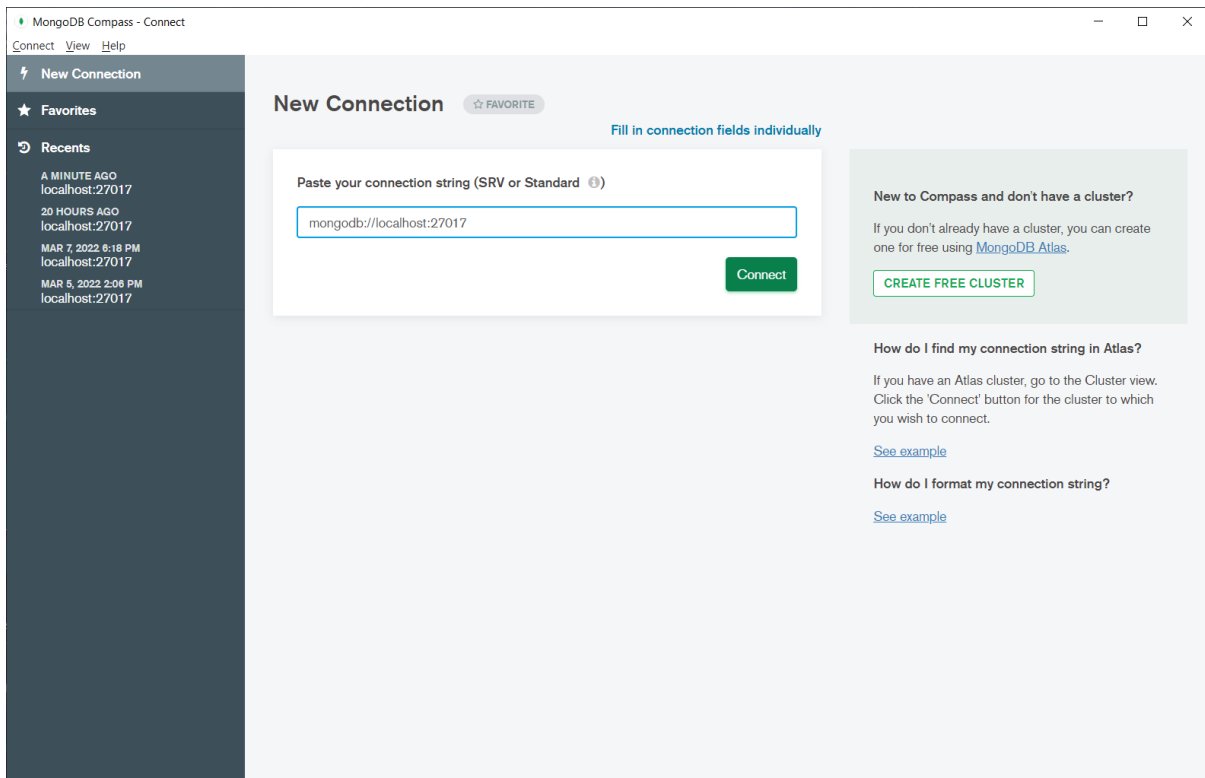 MongoDB Compass - Connect
Connect View Help
New Connection
Favorites
Recents
A MINUTE AGO
localhost:27017
20 HOURS AGO
localhost:27017
MAR 7, 2022 6:18 PM
localhost:27017
MAR 5, 2022 2:06 PM
localhost:27017
New Connection
FAVORITE
Fill in connection fields individually
Paste your connection string (SRV or Standard )
mongodb://localhost:27017
Connect
New to Compass and don't have a cluster?
If you don't already have a cluster, you can create
one for free using MongoDB Atlas.
CREATE FREE CLUSTER
How do I find my connection string in Atlas?
If you have an Atlas cluster, go to the Cluster view.
Click the 'Connect' button for the cluster to which
you wish to connect.
See example
How do I format my connection string?
See example